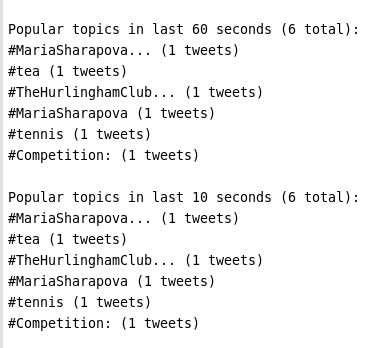 Popular topics in last 60 seconds (6 total):
#MariaSharapova... (1 tweets)
#tea (1 tweets)
#TheHurlinghamClub... (1 tweets)
#MariaSharapova (1 tweets)
#tennis (1 tweets)
#Competition: (1 tweets)
Popular topics in last 10 seconds (6 total):
#MariaSharapova... (1 tweets)
#tea (1 tweets)
#TheHurlinghamClub... (1 tweets)
#MariaSharapova (1 tweets)
#tennis (1 tweets)
#Competition: (1 tweets)